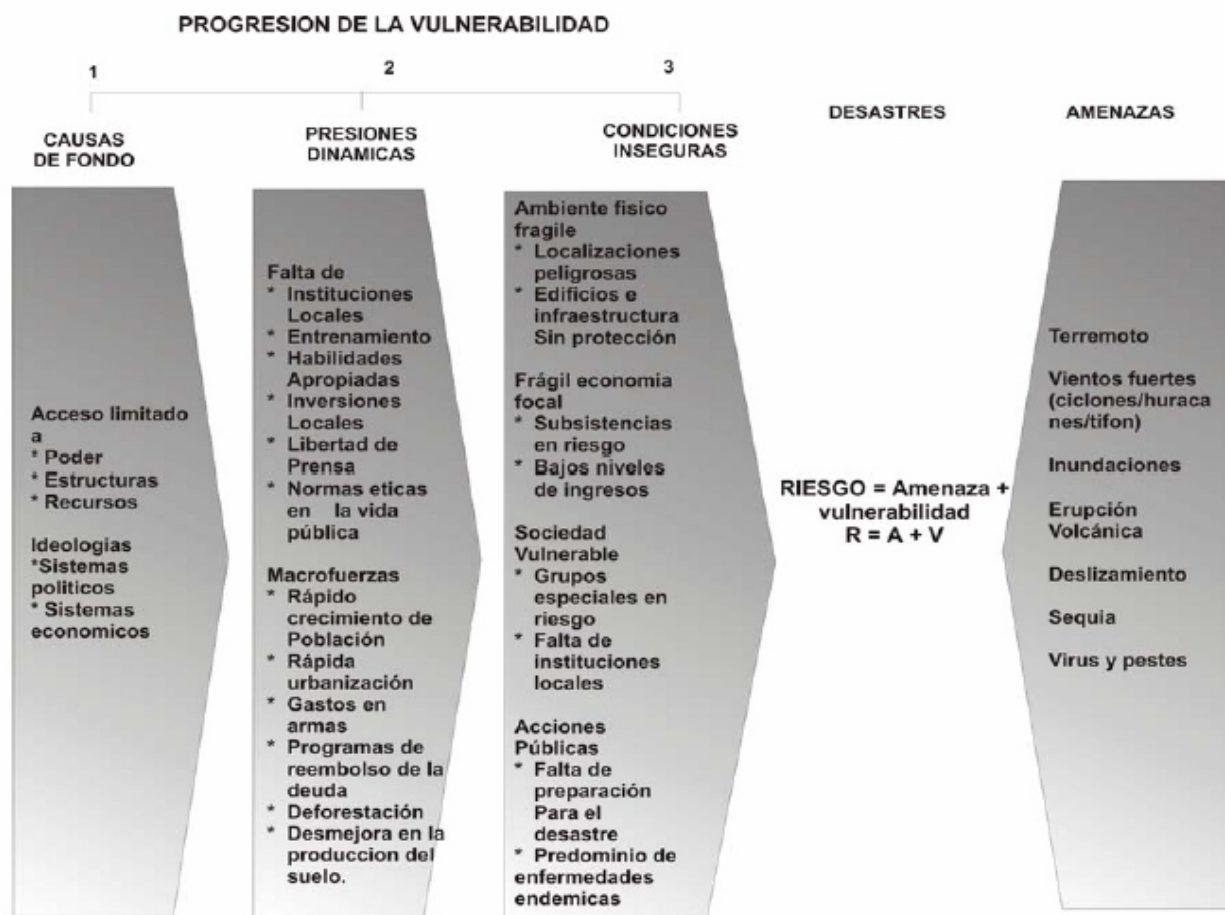 PROGRESION DE LA VULNERABILIDAD
1
2
3
CAUSAS
DE FONDO
PRESIONES
DINAMICAS
CONDICIONES
INSEGURAS
DESASTRES
AMENAZAS
Acceso limitado
a
* Poder
* Estructuras
* Recursos
Ideologias
*Sistemas
politicos
* Sistemas
economicos
Falta de
* Instituciones
Locales
* Entrenamiento
* Habilidades
Apropiadas
* Inversiones
Locales
* Libertad de
Prensa
* Normas eticas
en la vida
pública
Macrofuerzas
* Rápido
crecimiento de
Población
* Rápida
urbanización
* Gastos en
armas
* Programas de
reembolso de la
deuda
* Deforestación
* Desmejora en la
produccion del
suelo.
Ambiente fisico
fragile
* Localizaciones
peligrosas
* Edificios e
infraestructura
Sin protección
Frágil economia
focal
* Subsistencias
en riesgo
* Bajos niveles
de ingresos
Sociedad
Vulnerable
* Grupos
especiales en
riesgo
* Falta de
instituciones
locales
Acciones
Públicas
* Falta de
preparación
Para el
desastre
* Predominio de
enfermedades
endemicas
RIESGO = Amenaza +
vulnerabilidad
R = A + V
Terremoto
Vientos fuertes
(ciclones/huraca
nes/tifon)
Inundaciones
Erupción
Volcánica
Deslizamiento
Sequia
Virus y pestes